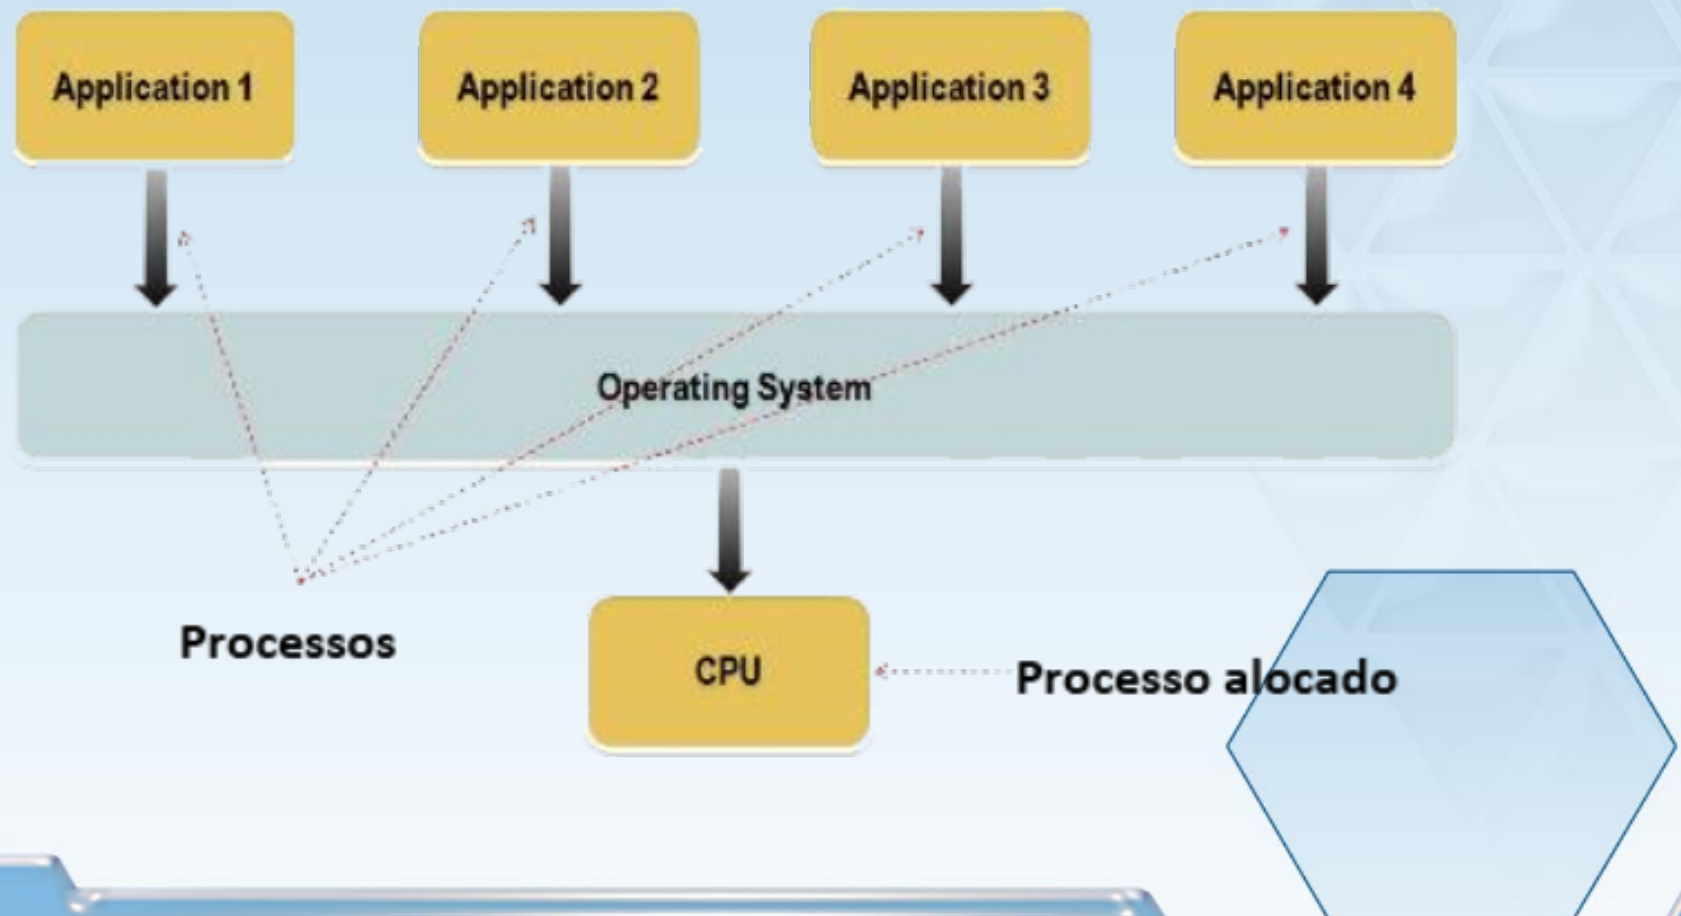 Application 1
Application 2
Application 3
Application 4
Operating System
Processos
CPU
Processo alocado